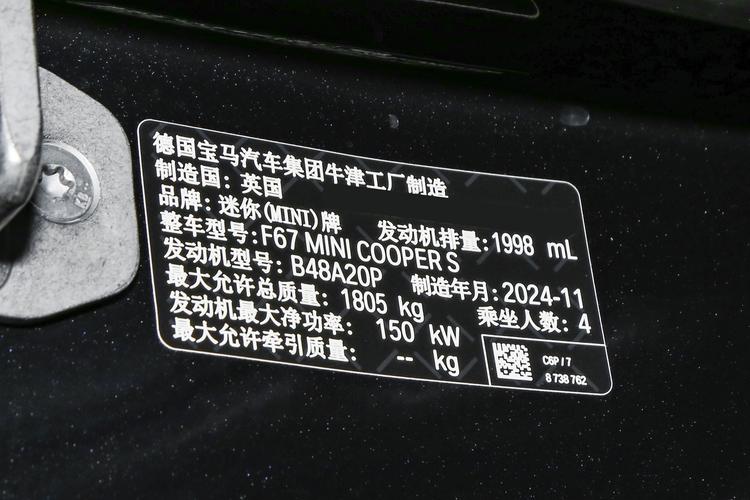 德国宝马汽车集团牛津工厂制造
制造国：英国
品牌：迷你(MINI)牌 发动机排量：1998 mL
整车型号：F67 MINI COOPER S
发动机型号：B48A20P 制造年月：2024-11
最大允许总质量：1805 kg 乘坐人数：4
发动机最大净功率：150 kW
最大允许牵引质量：-- kg
C6P / 7
8 738 762